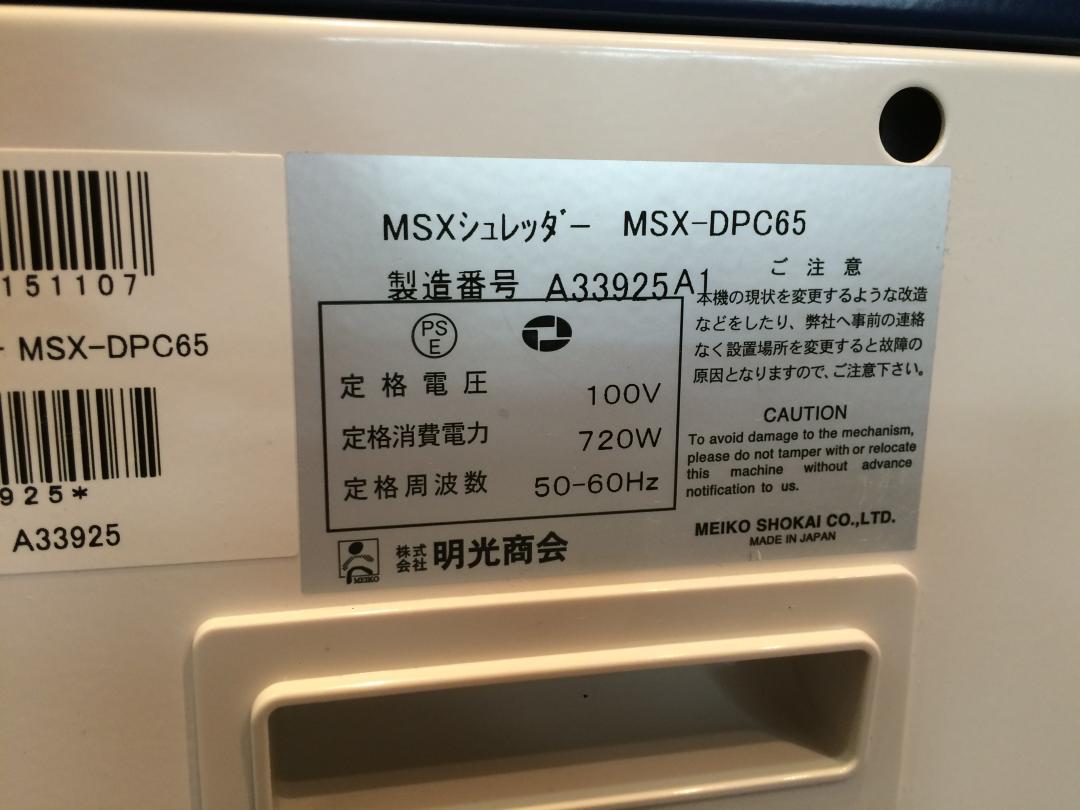 151107
MSX-DPC65
925*
A33925
MSXシュレッダー MSX-DPC65
製造番号 A33925A1
PS
E
定格電圧 100V
定格消費電力 720W
定格周波数 50-60Hz
MEIKO
株式
会社
明光商会
ご注意
本機の現状を変更するような改造
などをしたり、弊社へ事前の連絡
なく設置場所を変更すると故障の
原因となりますので、ご注意下さい。
CAUTION
To avoid damage to the mechanism,
please do not tamper with or relocate
this machine without advance
notification to us.
MEIKO SHOKAI CO.,LTD.
MADE IN JAPAN